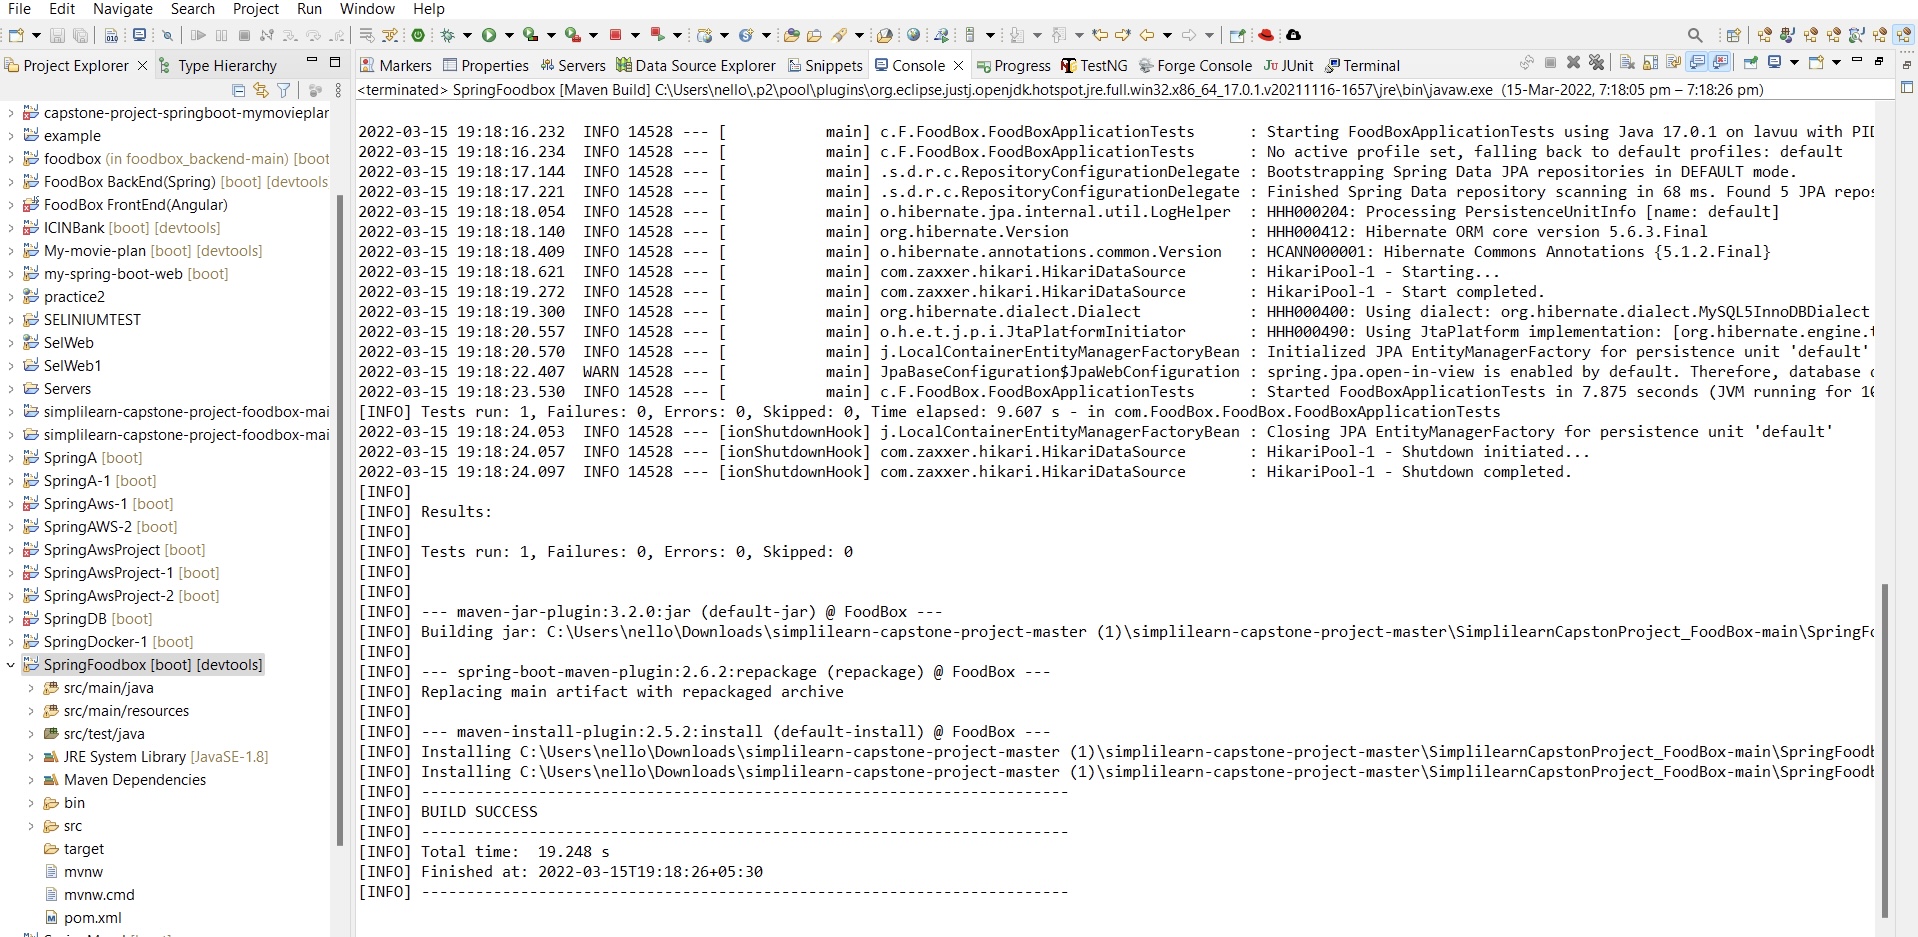 File Edit Navigate Search Project Run Window Help
Project Explorer Type Hierarchy
Markers Properties Servers Data Source Explorer Snippets Console Progress TestNG Forge Console JUnit Terminal
<terminated> SpringFoodbox [Maven Build] C:\Users\nello\.p2\pool\plugins\org.eclipse.justj.openjdk.hotspot.jre.full.win32.x86_64_17.0.1.v20211116-1657\jre\bin\javaw.exe (15-Mar-2022, 7:18:05 pm – 7:18:26 pm)
capstone-project-springboot-mymovieplar
example
foodbox (in foodbox_backend-main) [boot
FoodBox BackEnd(Spring) [boot] [devtools
FoodBox FrontEnd(Angular)
ICINBank [boot] [devtools]
My-movie-plan [boot] [devtools]
my-spring-boot-web [boot]
practice2
SELINIUMTEST
SelWeb
SelWeb1
Servers
simplilearn-capstone-project-foodbox-mai
simplilearn-capstone-project-foodbox-mai
SpringA [boot]
SpringA-1 [boot]
SpringAws-1 [boot]
SpringAWS-2 [boot]
SpringAwsProject [boot]
SpringAwsProject-1 [boot]
SpringAwsProject-2 [boot]
SpringDB [boot]
SpringDocker-1 [boot]
SpringFoodbox [boot] [devtools]
src/main/java
src/main/resources
src/test/java
JRE System Library [JavaSE-1.8]
Maven Dependencies
bin
src
target
mvnw
mvnw.cmd
pom.xml
2022-03-15 19:18:16.232  INFO 14528 --- [           main] c.F.FoodBox.FoodBoxApplicationTests      : Starting FoodBoxApplicationTests using Java 17.0.1 on lavuu with PID
2022-03-15 19:18:16.234  INFO 14528 --- [           main] c.F.FoodBox.FoodBoxApplicationTests      : No active profile set, falling back to default profiles: default
2022-03-15 19:18:17.144  INFO 14528 --- [           main] .s.d.r.c.RepositoryConfigurationDelegate : Bootstrapping Spring Data JPA repositories in DEFAULT mode.
2022-03-15 19:18:17.221  INFO 14528 --- [           main] .s.d.r.c.RepositoryConfigurationDelegate : Finished Spring Data repository scanning in 68 ms. Found 5 JPA repos
2022-03-15 19:18:18.054  INFO 14528 --- [           main] o.hibernate.jpa.internal.util.LogHelper  : HHH000204: Processing PersistenceUnitInfo [name: default]
2022-03-15 19:18:18.140  INFO 14528 --- [           main] org.hibernate.Version                    : HHH000412: Hibernate ORM core version 5.6.3.Final
2022-03-15 19:18:18.409  INFO 14528 --- [           main] o.hibernate.annotations.common.Version   : HCANN000001: Hibernate Commons Annotations {5.1.2.Final}
2022-03-15 19:18:18.621  INFO 14528 --- [           main] com.zaxxer.hikari.HikariDataSource       : HikariPool-1 - Starting...
2022-03-15 19:18:19.272  INFO 14528 --- [           main] com.zaxxer.hikari.HikariDataSource       : HikariPool-1 - Start completed.
2022-03-15 19:18:19.300  INFO 14528 --- [           main] org.hibernate.dialect.Dialect            : HHH000400: Using dialect: org.hibernate.dialect.MySQL5InnoDBDialect
2022-03-15 19:18:20.557  INFO 14528 --- [           main] o.h.e.t.j.p.i.JtaPlatformInitiator       : HHH000490: Using JtaPlatform implementation: [org.hibernate.engine.t
2022-03-15 19:18:20.570  INFO 14528 --- [           main] j.LocalContainerEntityManagerFactoryBean : Initialized JPA EntityManagerFactory for persistence unit 'default'
2022-03-15 19:18:22.407  WARN 14528 --- [           main] JpaBaseConfiguration$JpaWebConfiguration : spring.jpa.open-in-view is enabled by default. Therefore, database q
2022-03-15 19:18:23.530  INFO 14528 --- [           main] c.F.FoodBox.FoodBoxApplicationTests      : Started FoodBoxApplicationTests in 7.875 seconds (JVM running for 10
[INFO] Tests run: 1, Failures: 0, Errors: 0, Skipped: 0, Time elapsed: 9.607 s - in com.FoodBox.FoodBox.FoodBoxApplicationTests
2022-03-15 19:18:24.053  INFO 14528 --- [ionShutdownHook] j.LocalContainerEntityManagerFactoryBean : Closing JPA EntityManagerFactory for persistence unit 'default'
2022-03-15 19:18:24.057  INFO 14528 --- [ionShutdownHook] com.zaxxer.hikari.HikariDataSource       : HikariPool-1 - Shutdown initiated...
2022-03-15 19:18:24.097  INFO 14528 --- [ionShutdownHook] com.zaxxer.hikari.HikariDataSource       : HikariPool-1 - Shutdown completed.
[INFO]
[INFO] Results:
[INFO]
[INFO] Tests run: 1, Failures: 0, Errors: 0, Skipped: 0
[INFO]
[INFO]
[INFO] --- maven-jar-plugin:3.2.0:jar (default-jar) @ FoodBox ---
[INFO] Building jar: C:\Users\nello\Downloads\simplilearn-capstone-project-master (1)\simplilearn-capstone-project-master\SimplilearnCapstonProject_FoodBox-main\SpringFo
[INFO]
[INFO] --- spring-boot-maven-plugin:2.6.2:repackage (repackage) @ FoodBox ---
[INFO] Replacing main artifact with repackaged archive
[INFO]
[INFO] --- maven-install-plugin:2.5.2:install (default-install) @ FoodBox ---
[INFO] Installing C:\Users\nello\Downloads\simplilearn-capstone-project-master (1)\simplilearn-capstone-project-master\SimplilearnCapstonProject_FoodBox-main\SpringFoodb
[INFO] Installing C:\Users\nello\Downloads\simplilearn-capstone-project-master (1)\simplilearn-capstone-project-master\SimplilearnCapstonProject_FoodBox-main\SpringFoodb
[INFO] ------------------------------------------------------------------------
[INFO] BUILD SUCCESS
[INFO] ------------------------------------------------------------------------
[INFO] Total time:  19.248 s
[INFO] Finished at: 2022-03-15T19:18:26+05:30
[INFO] ------------------------------------------------------------------------